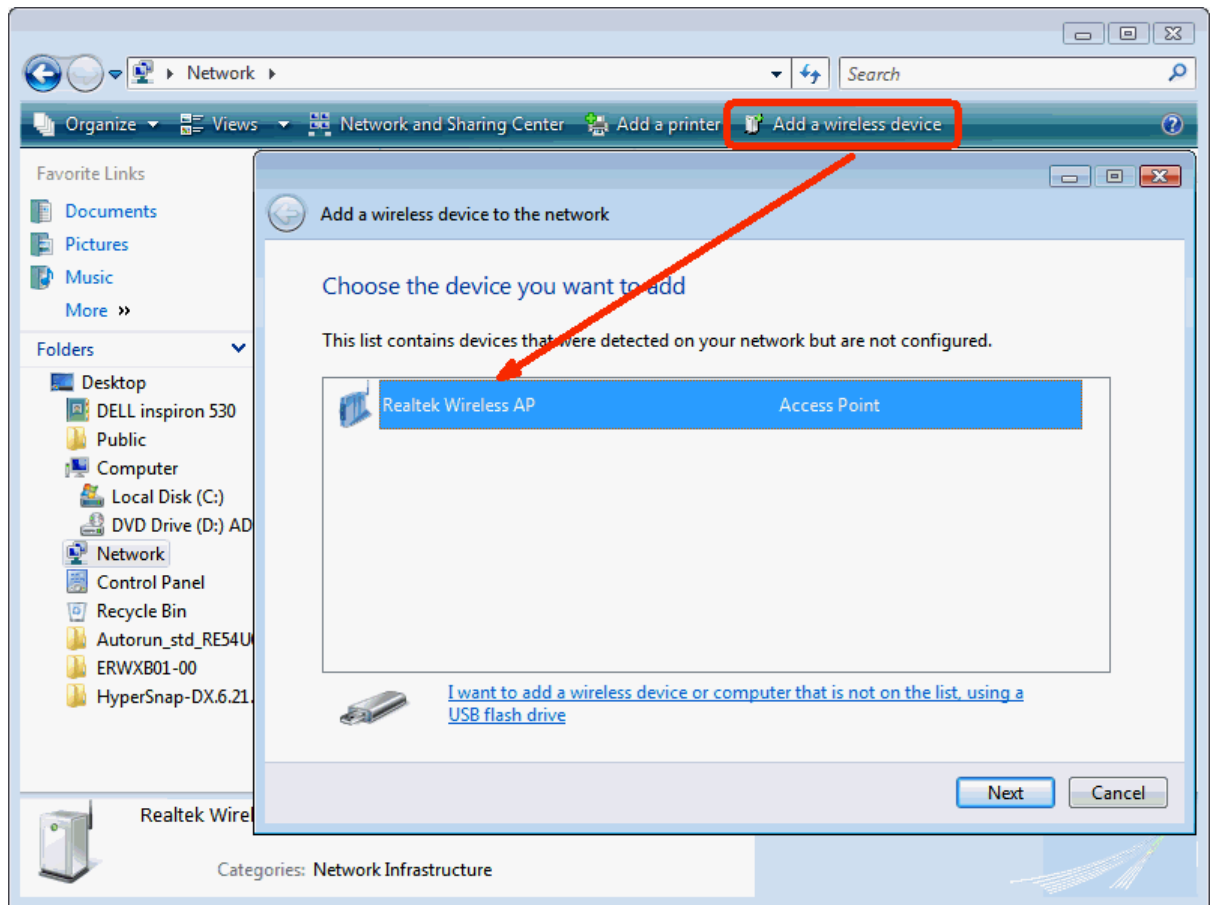 Network
Search
Organize Views Network and Sharing Center Add a printer Add a wireless device
Favorite Links
Documents
Pictures
Music
More »
Folders
Desktop
DELL inspiron 530
Public
Computer
Local Disk (C:)
DVD Drive (D:) AD
Network
Control Panel
Recycle Bin
Autorun_std_RE54U
ERWXB01-00
HyperSnap-DX.6.21.
Add a wireless device to the network
Choose the device you want to add
This list contains devices that were detected on your network but are not configured.
Realtek Wireless AP Access Point
I want to add a wireless device or computer that is not on the list, using a
USB flash drive
Next Cancel
Realtek Wirel
Categories: Network Infrastructure